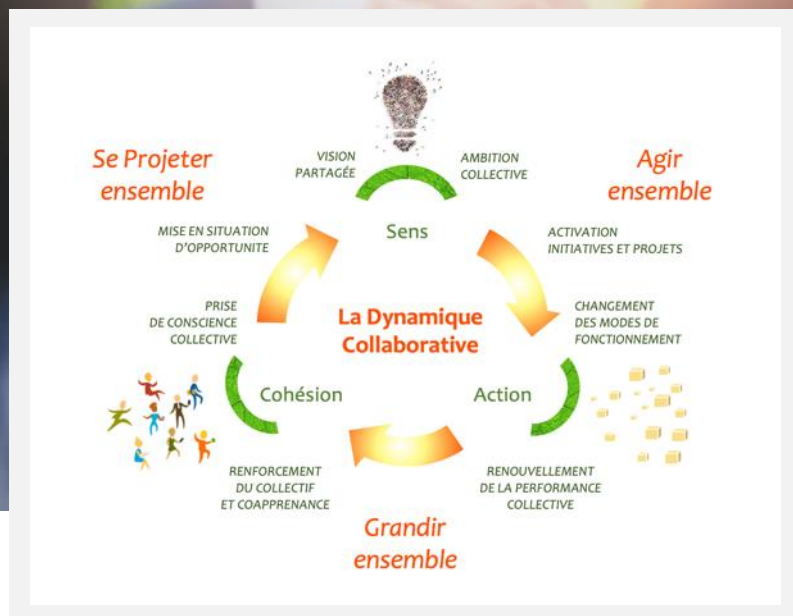 Se Projeter
ensemble
VISION
PARTAGÉE
AMBITION
COLLECTIVE
Agir
ensemble
MISE EN SITUATION
D'OPPORTUNITE
Sens
ACTIVATION
INITIATIVES ET PROJETS
PRISE
DE CONSCIENCE
COLLECTIVE
La Dynamique
Collaborative
CHANGEMENT
DES MODES DE
FONCTIONNEMENT
Cohésion
Action
RENFORCEMENT
DU COLLECTIF
ET COAPPRENANCE
RENOUVELLEMENT
DE LA PERFORMANCE
COLLECTIVE
Grandir
ensemble